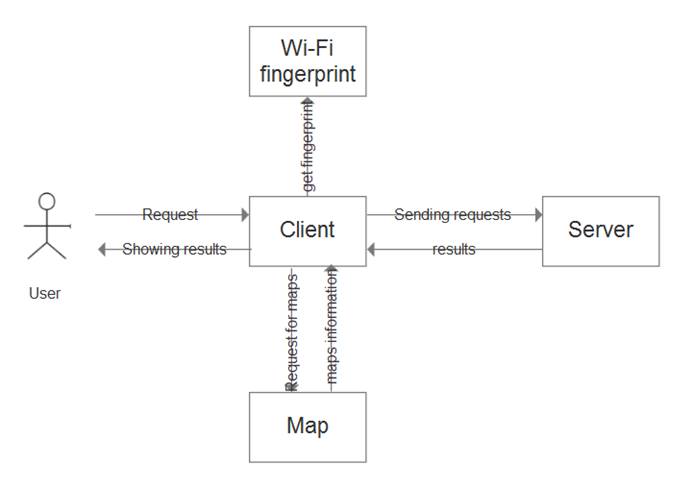 Wi-Fi
fingerprint
get fingerprint
Request
Client
Sending requests
Server
Showing results
results
User
Request for maps
maps information
Map